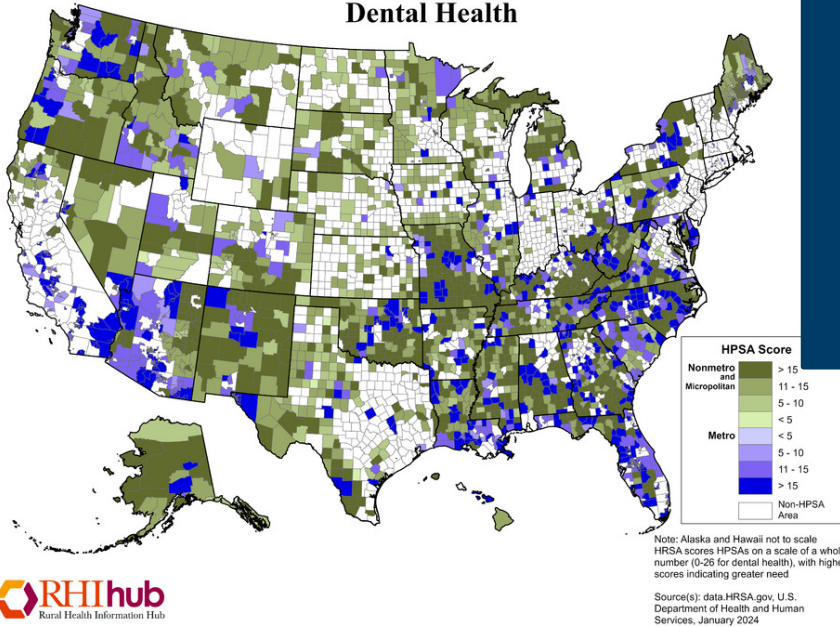 Dental Health
HPSA Score
Nonmetro
and
Micropolitan
> 15
11 - 15
5 - 10
< 5
Metro
< 5
5 - 10
11 - 15
> 15
Non-HPSA
Area
Note: Alaska and Hawaii not to scale
HRSA scores HPSAs on a scale of a whol
number (0-26 for dental health), with highe
scores indicating greater need
Source(s): data.HRSA.gov, U.S.
Department of Health and Human
Services, January 2024
RHIhub
Rural Health Information Hub